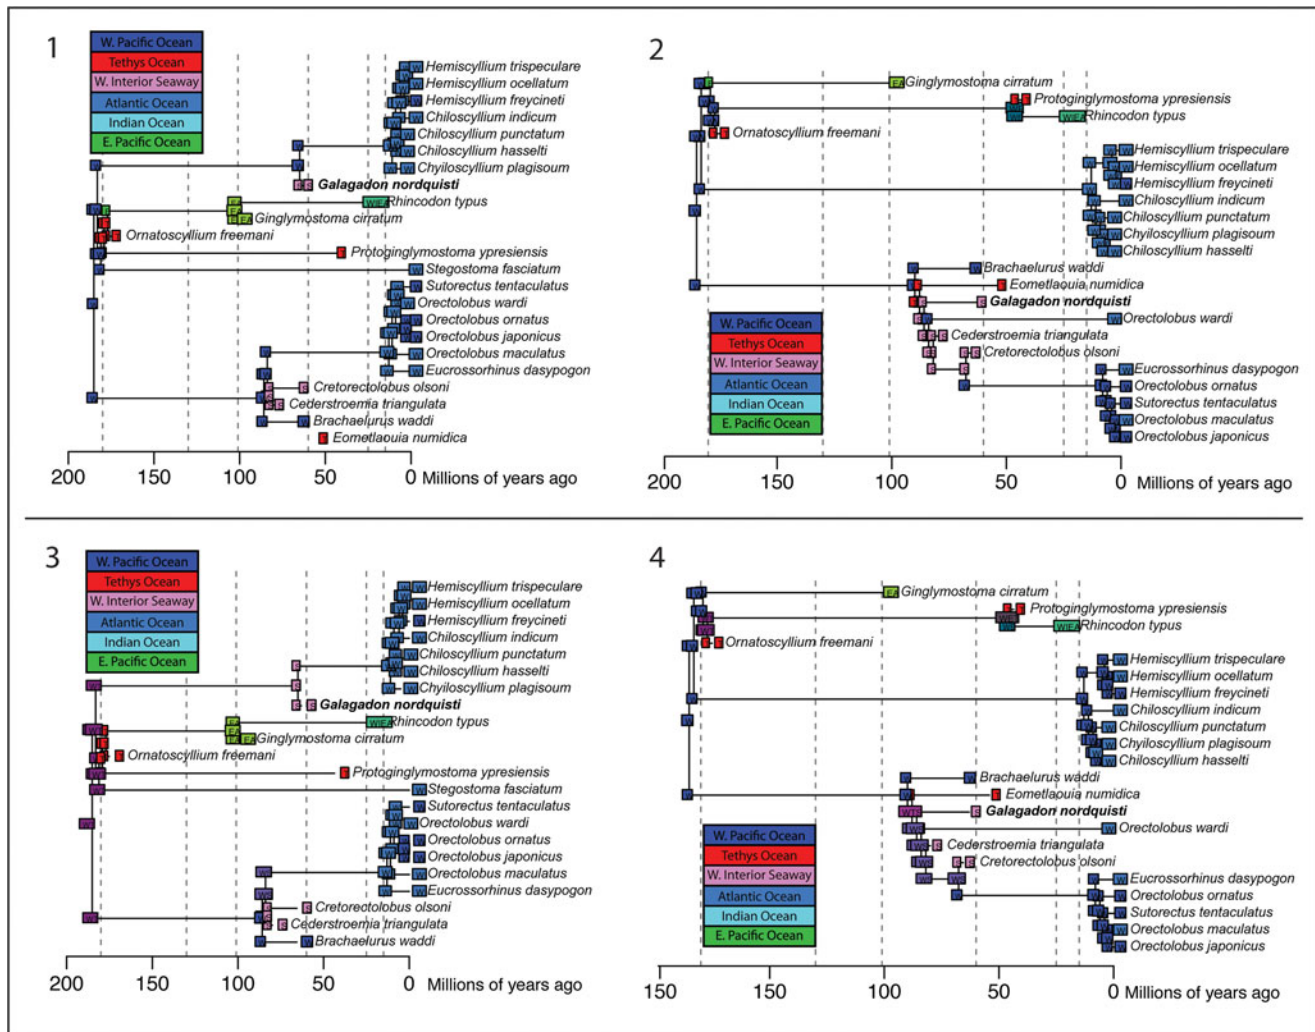 1
W. Pacific Ocean
Tethys Ocean
W. Interior Seaway
Atlantic Ocean
Indian Ocean
E. Pacific Ocean
Hemiscyllium trispeculare
Hemiscyllium ocellatum
Hemiscyllium freycineti
Chiloscyllium indicum
Chiloscyllium punctatum
Chiloscyllium hasselti
Chyiloscyllium plagisoum
Galagadon nordquisti
Rhincodon typus
Ginglymostoma cirratum
Ornatoscyllium freemani
Protoginglymostoma ypresiensis
Stegostoma fasciatum
Sutorectus tentaculatus
Orectolobus wardi
Orectolobus ornatus
Orectolobus japonicus
Orectolobus maculatus
Eucrossorhinus dasypogon
Cretorectolobus olsoni
Cederstroemia triangulata
Brachaelurus waddi
Eometlaouia numidica
200 150 100 50 0 Millions of years ago
2
Ginglymostoma cirratum
Protoginglymostoma ypresiensis
Rhincodon typus
Ornatoscyllium freemani
Hemiscyllium trispeculare
Hemiscyllium ocellatum
Hemiscyllium freycineti
Chiloscyllium indicum
Chiloscyllium punctatum
Chyiloscyllium plagisoum
Chiloscyllium hasselti
Brachaelurus waddi
Eometlaouia numidica
Galagadon nordquisti
Orectolobus wardi
Cederstroemia triangulata
Cretorectolobus olsoni
Eucrossorhinus dasypogon
Orectolobus ornatus
Sutorectus tentaculatus
Orectolobus maculatus
Orectolobus japonicus
W. Pacific Ocean
Tethys Ocean
W. Interior Seaway
Atlantic Ocean
Indian Ocean
E. Pacific Ocean
200 150 100 50 0 Millions of years ago
3
W. Pacific Ocean
Tethys Ocean
W. Interior Seaway
Atlantic Ocean
Indian Ocean
E. Pacific Ocean
Hemiscyllium trispeculare
Hemiscyllium ocellatum
Hemiscyllium freycineti
Chiloscyllium indicum
Chiloscyllium punctatum
Chiloscyllium hasselti
Chyiloscyllium plagisoum
Galagadon nordquisti
Rhincodon typus
Ginglymostoma cirratum
Ornatoscyllium freemani
Protoginglymostoma ypresiensis
Stegostoma fasciatum
Sutorectus tentaculatus
Orectolobus wardi
Orectolobus ornatus
Orectolobus japonicus
Orectolobus maculatus
Eucrossorhinus dasypogon
Cretorectolobus olsoni
Cederstroemia triangulata
Brachaelurus waddi
200 150 100 50 0 Millions of years ago
4
Ginglymostoma cirratum
Protoginglymostoma ypresiensis
Rhincodon typus
Ornatoscyllium freemani
Hemiscyllium trispeculare
Hemiscyllium ocellatum
Hemiscyllium freycineti
Chiloscyllium indicum
Chiloscyllium punctatum
Chyiloscyllium plagisoum
Chiloscyllium hasselti
Brachaelurus waddi
Eometlaouia numidica
Galagadon nordquisti
Orectolobus wardi
Cederstroemia triangulata
Cretorectolobus olsoni
Eucrossorhinus dasypogon
Orectolobus ornatus
Sutorectus tentaculatus
Orectolobus maculatus
Orectolobus japonicus
W. Pacific Ocean
Tethys Ocean
W. Interior Seaway
Atlantic Ocean
Indian Ocean
E. Pacific Ocean
150 150 100 50 0 Millions of years ago